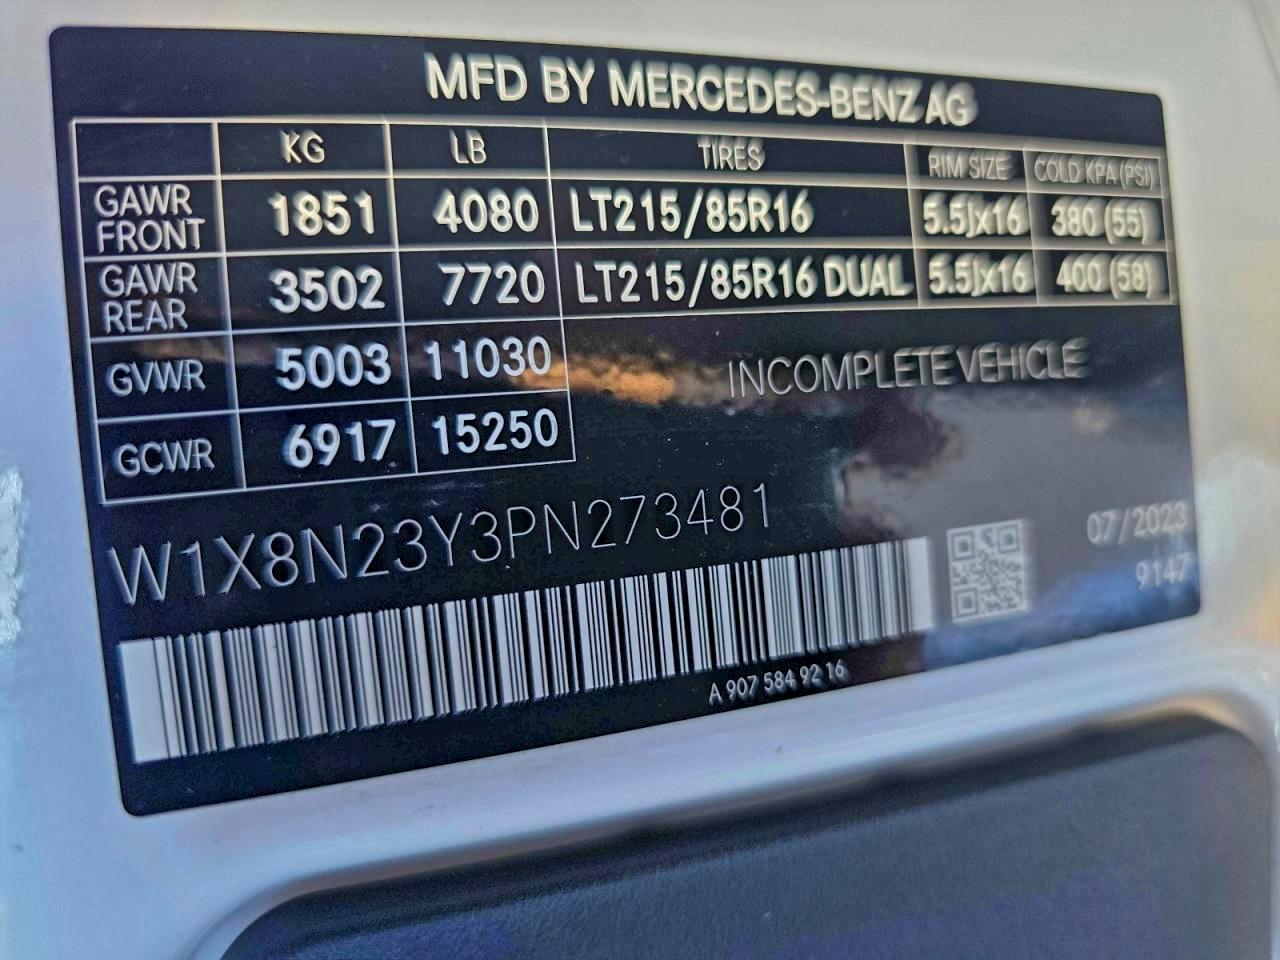 MFD BY MERCEDES-BENZ AG
KG LB TIRES RIM SIZE COLD KPA (PSI)
GAWR FRONT 1851 4080 LT215/85R16 5.5Jx16 380 (55)
GAWR REAR 3502 7720 LT215/85R16 DUAL 5.5Jx16 400 (58)
GVWR 5003 11030 INCOMPLETE VEHICLE
GCWR 6917 15250
W1X8N23Y3PN273481
07/2023
9147
A 907 584 92 16